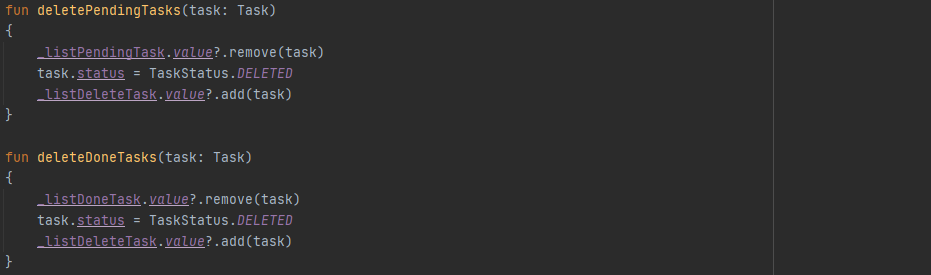 fun deletePendingTasks(task: Task)
{
    _listPendingTask.value?.remove(task)
    task.status = TaskStatus.DELETED
    _listDeleteTask.value?.add(task)
}

fun deleteDoneTasks(task: Task)
{
    _listDoneTask.value?.remove(task)
    task.status = TaskStatus.DELETED
    _listDeleteTask.value?.add(task)
}